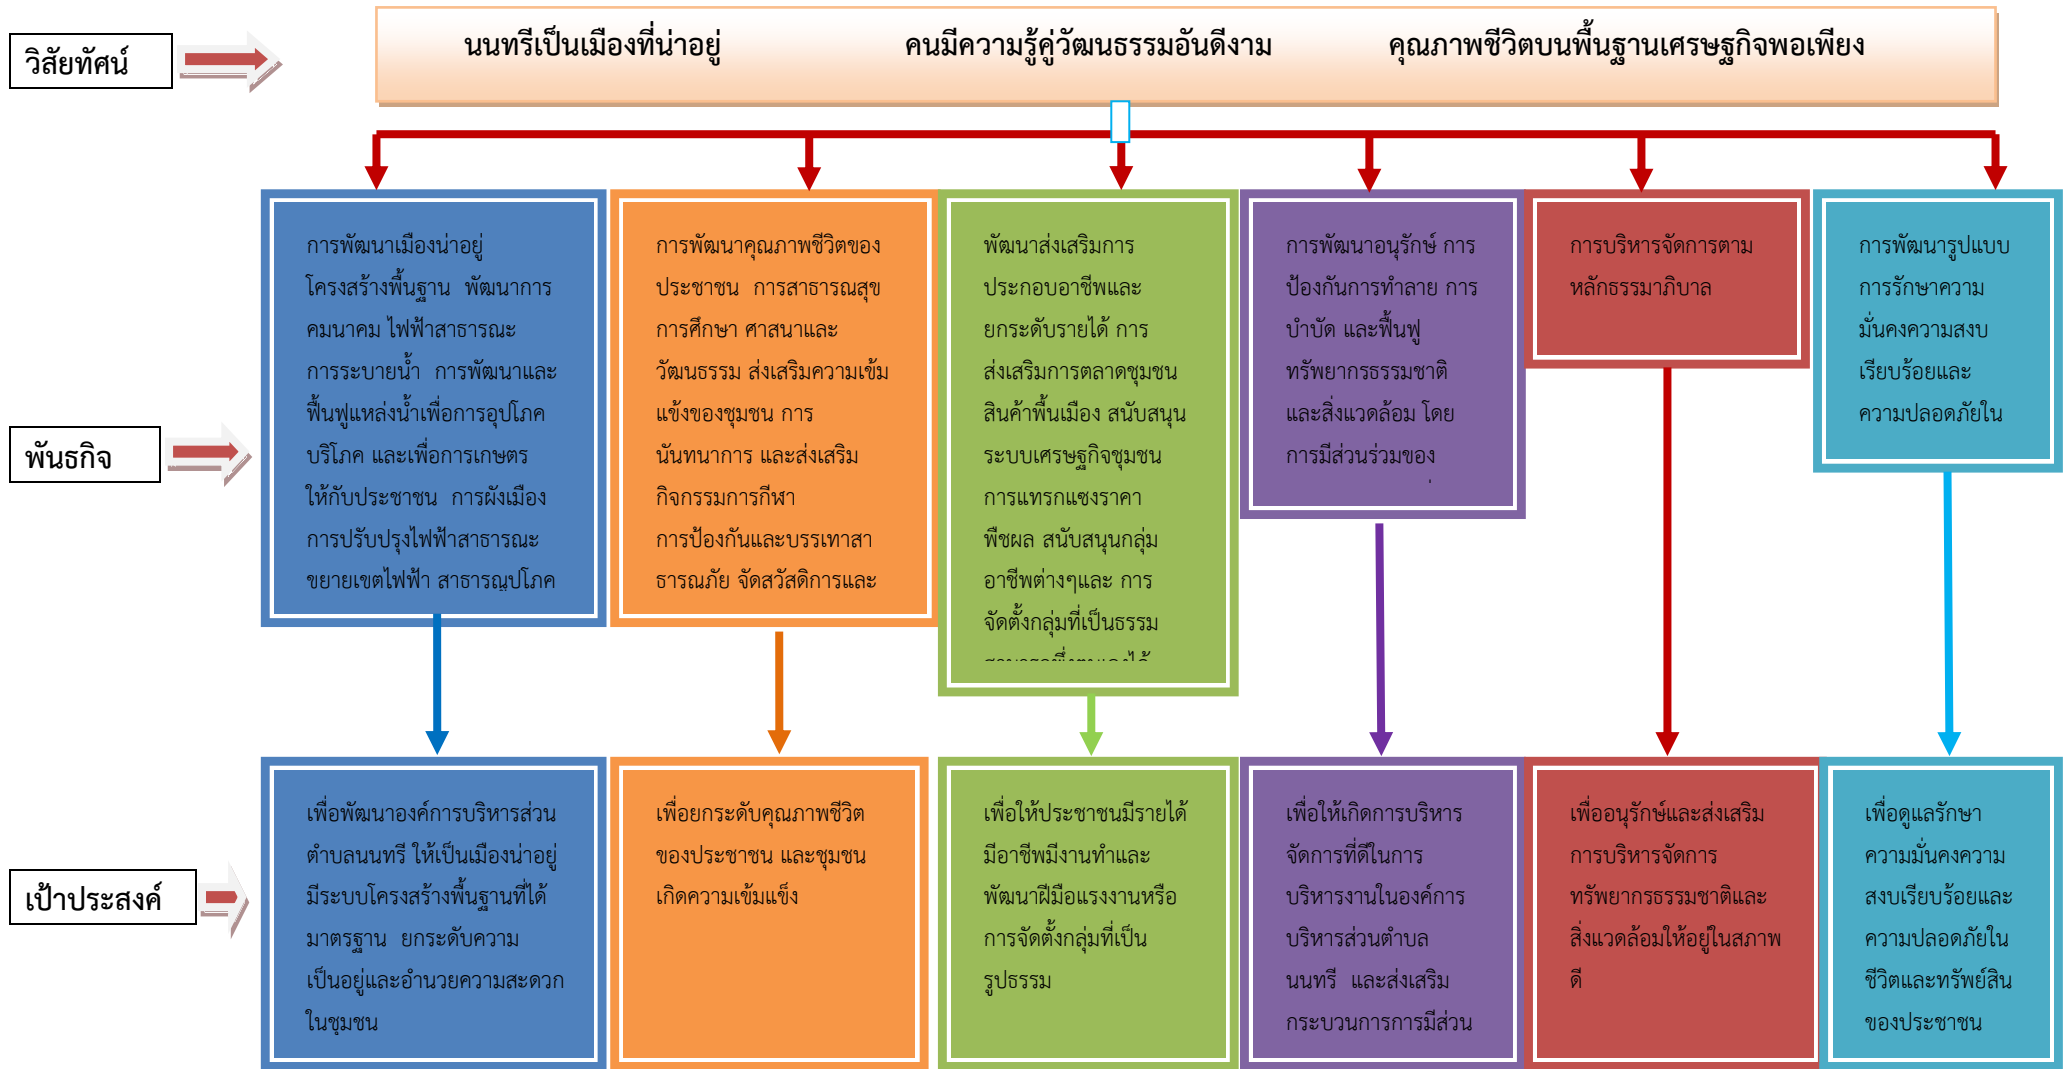 วิสัยทัศน์
นนทรีเป็นเมืองที่น่าอยู่ คนมีความรู้คู่วัฒนธรรมอันดีงาม คุณภาพชีวิตบนพื้นฐานเศรษฐกิจพอเพียง
พันธกิจ
การพัฒนาเมืองน่าอยู่
โครงสร้างพื้นฐาน พัฒนาการ
คมนาคม ไฟฟ้าสาธารณะ
การระบายน้ำ การพัฒนาและ
ฟื้นฟูแหล่งน้ำเพื่อการอุปโภค
บริโภค และเพื่อการเกษตร
ให้กับประชาชน การผังเมือง
การปรับปรุงไฟฟ้าสาธารณะ
ขยายเขตไฟฟ้า สาธารณูปโภค
การพัฒนาคุณภาพชีวิตของ
ประชาชน การสาธารณสุข
การศึกษา ศาสนาและ
วัฒนธรรม ส่งเสริมความเข้ม
แข้งของชุมชน การ
นันทนาการ และส่งเสริม
กิจกรรมการกีฬา
การป้องกันและบรรเทาสา
ธารณภัย จัดสวัสดิการและ
พัฒนาส่งเสริมการ
ประกอบอาชีพและ
ยกระดับรายได้ การ
ส่งเสริมการตลาดชุมชน
สินค้าพื้นเมือง สนับสนุน
ระบบเศรษฐกิจชุมชน
การแทรกแซงราคา
พืชผล สนับสนุนกลุ่ม
อาชีพต่างๆและ การ
จัดตั้งกลุ่มที่เป็นธรรม
การพัฒนาอนุรักษ์ การ
ป้องกันการทำลาย การ
บำบัด และฟื้นฟู
ทรัพยากรธรรมชาติ
และสิ่งแวดล้อม โดย
การมีส่วนร่วมของ
การบริหารจัดการตาม
หลักธรรมาภิบาล
การพัฒนารูปแบบ
การรักษาความ
มั่นคงความสงบ
เรียบร้อยและ
ความปลอดภัยใน
เป้าประสงค์
เพื่อพัฒนาองค์การบริหารส่วน
ตำบลนนทรี ให้เป็นเมืองน่าอยู่
มีระบบโครงสร้างพื้นฐานที่ได้
มาตรฐาน ยกระดับความ
เป็นอยู่และอำนวยความสะดวก
ในชุมชน
เพื่อยกระดับคุณภาพชีวิต
ของประชาชน และชุมชน
เกิดความเข้มแข็ง
เพื่อให้ประชาชนมีรายได้
มีอาชีพมีงานทำและ
พัฒนาฝีมือแรงงานหรือ
การจัดตั้งกลุ่มที่เป็น
รูปธรรม
เพื่อให้เกิดการบริหาร
จัดการที่ดีในการ
บริหารงานในองค์การ
บริหารส่วนตำบล
นนทรี และส่งเสริม
กระบวนการการมีส่วน
เพื่ออนุรักษ์และส่งเสริม
การบริหารจัดการ
ทรัพยากรธรรมชาติและ
สิ่งแวดล้อมให้อยู่ในสภาพ
ดี
เพื่อดูแลรักษา
ความมั่นคงความ
สงบเรียบร้อยและ
ความปลอดภัยใน
ชีวิตและทรัพย์สิน
ของประชาชน